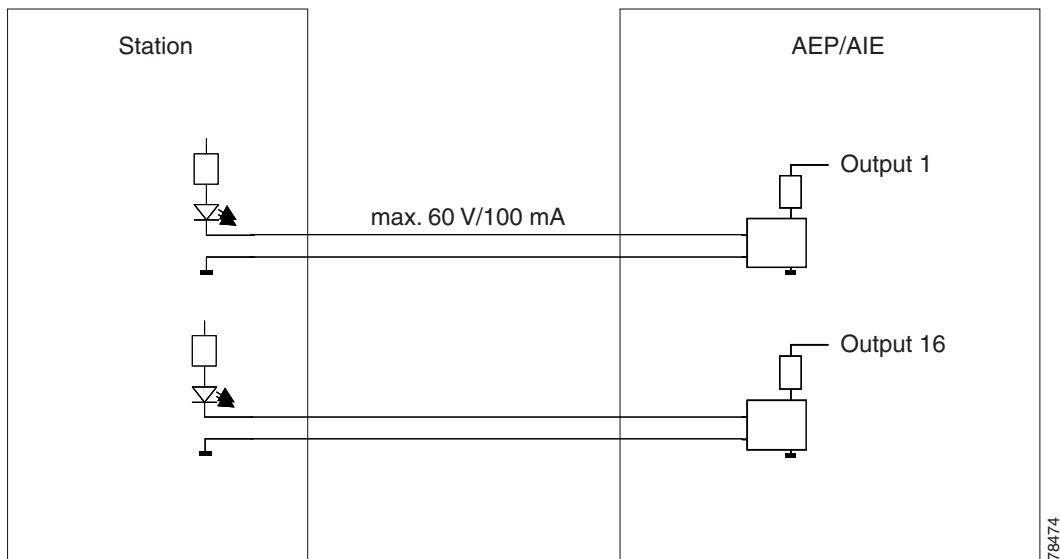 Station
AEP/AIE
Output 1
max. 60 V/100 mA
Output 16
78474